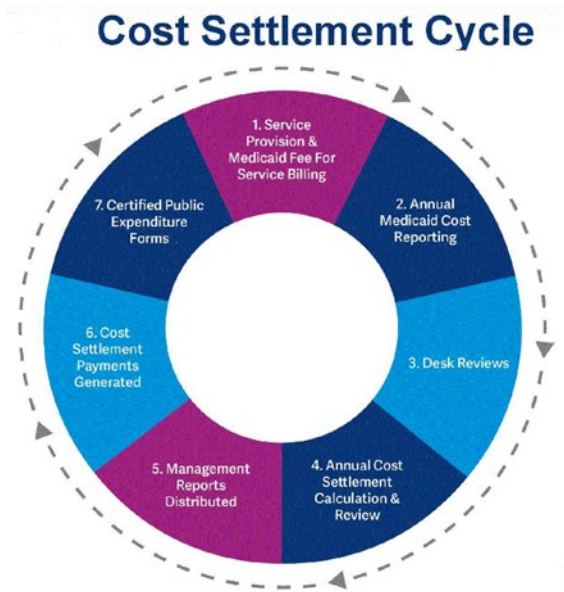 Cost Settlement Cycle
1. Service
Provision &
Medicaid Fee For
Service Billing
2. Annual
Medicaid Cost
Reporting
3. Desk Reviews
4. Annual Cost
Settlement
Calculation &
Review
5. Management
Reports
Distributed
6. Cost
Settlement
Payments
Generated
7. Certified Public
Expenditure
Forms